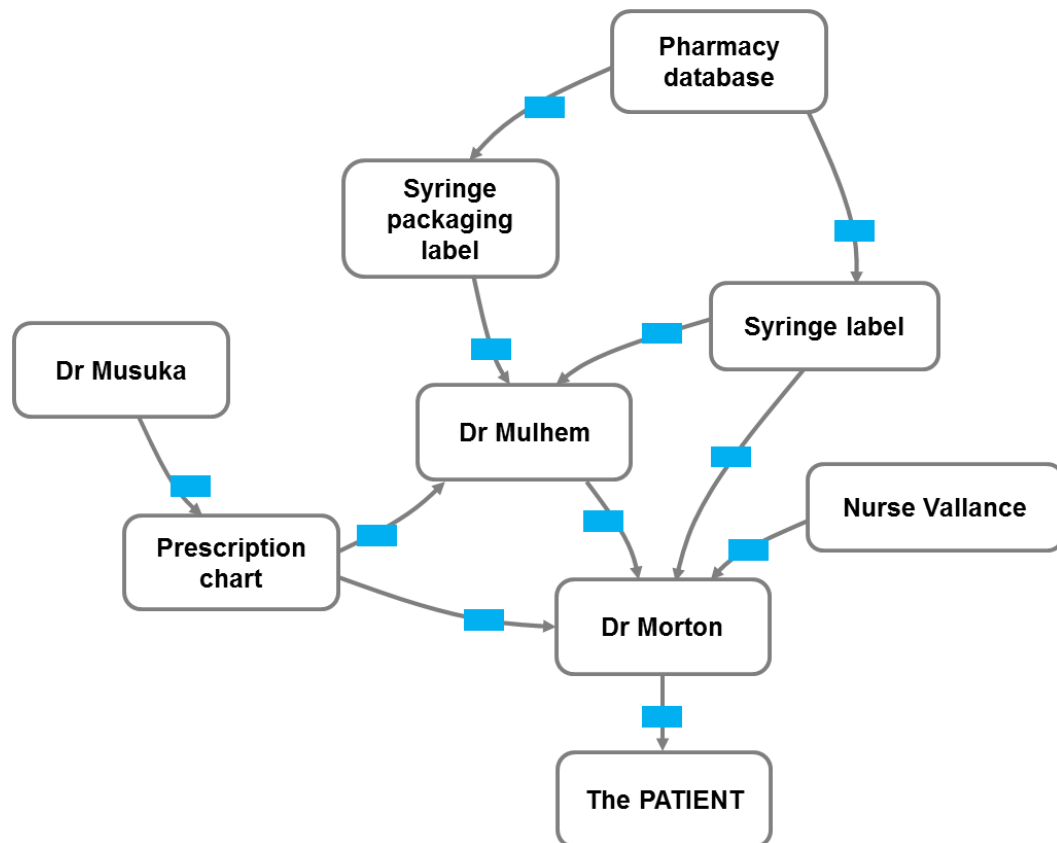 Pharmacy
database
Syringe
packaging
label
Syringe label
Dr Musuka
Dr Mulhem
Nurse Vallance
Prescription
chart
Dr Morton
The PATIENT